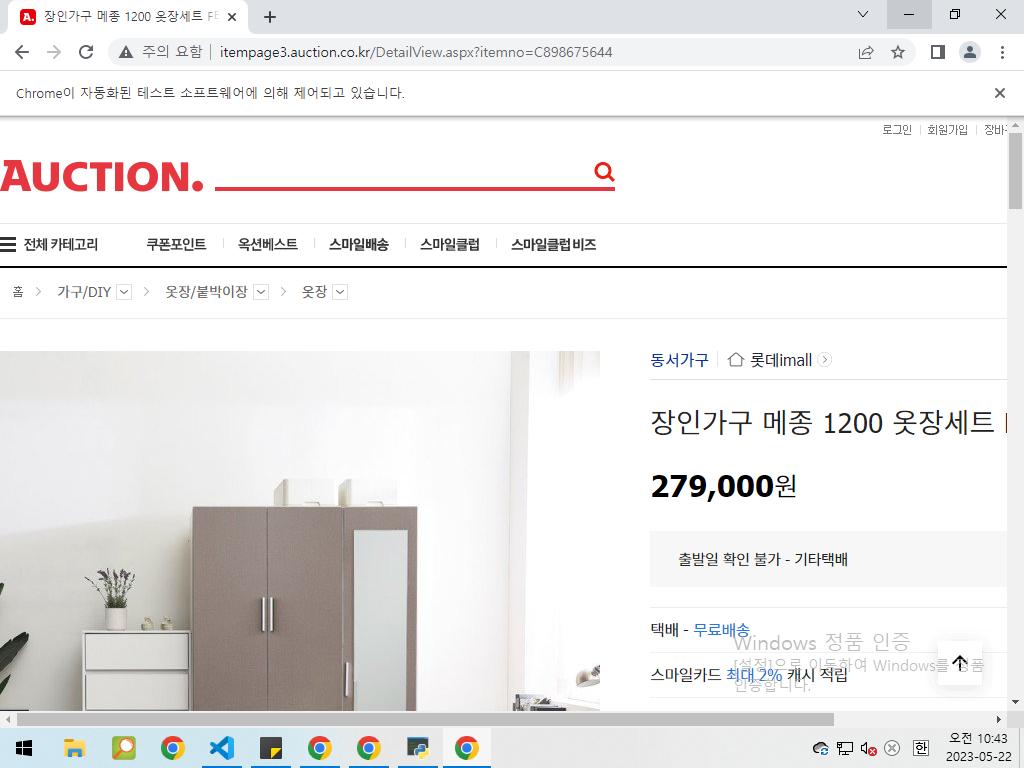 장인가구 메종 1200 옷장세트
주의 요함 itempage3.auction.co.kr/DetailView.aspx?itemno=C898675644
Chrome이 자동화된 테스트 소프트웨어에 의해 제어되고 있습니다.
로그인 회원가입
AUCTION.
전체 카테고리 쿠폰포인트 옥션베스트 스마일배송 스마일클럽 스마일클럽 비즈
홈 가구/DIY 옷장/붙박이장 옷장
동서가구 롯데imall
장인가구 메종 1200 옷장세트
279,000원
출발일 확인 불가 - 기타택배
택배 - 무료배송
Windows 정품 인증
[설정]으로 이동하여 Windows를 정품
스마일카드 최대 2% 캐시 적립
인증합니다.
한
오전 10:43
2023-05-22